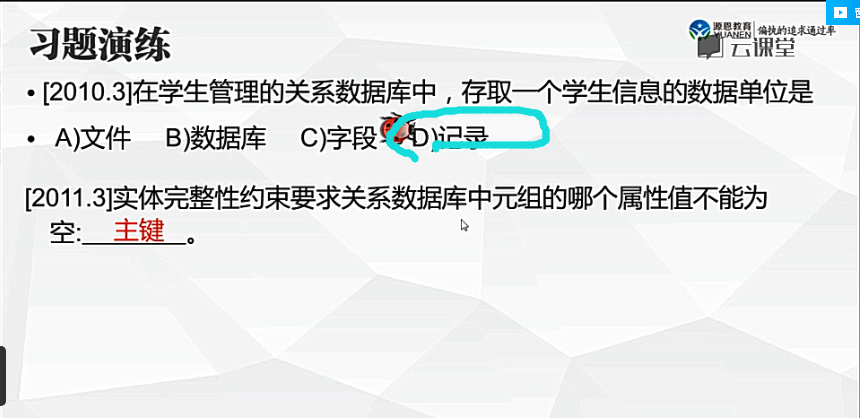 源恩教育
YUANEN
偏执的追求通过率
云课堂
习题演练
• [2010.3]在学生管理的关系数据库中，存取一个学生信息的数据单位是
• A)文件 B)数据库 C)字段 D)记录
[2011.3]实体完整性约束要求关系数据库中元组的哪个属性值不能为
空:主键。